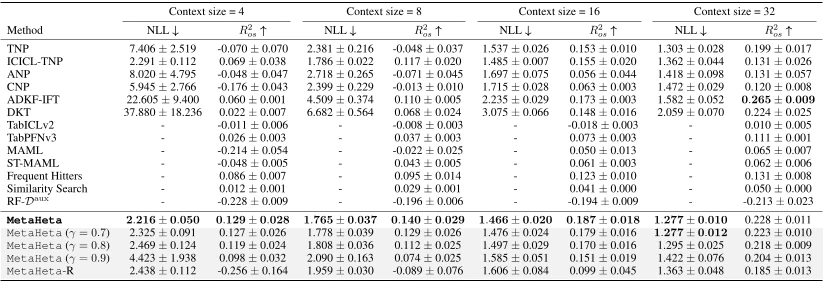 Context size = 4 Context size = 8 Context size = 16 Context size = 32
Method NLL ↓ R²os ↑ NLL ↓ R²os ↑ NLL ↓ R²os ↑ NLL ↓ R²os ↑
TNP 7.406 ± 2.519 -0.070 ± 0.070 2.381 ± 0.216 -0.048 ± 0.037 1.537 ± 0.026 0.153 ± 0.010 1.303 ± 0.028 0.199 ± 0.017
ICICL-TNP 2.291 ± 0.112 0.069 ± 0.038 1.786 ± 0.022 0.117 ± 0.020 1.485 ± 0.007 0.155 ± 0.020 1.362 ± 0.044 0.131 ± 0.026
ANP 8.020 ± 4.795 -0.048 ± 0.047 2.718 ± 0.265 -0.071 ± 0.045 1.697 ± 0.075 0.056 ± 0.044 1.418 ± 0.098 0.131 ± 0.057
CNP 5.945 ± 2.766 -0.176 ± 0.043 2.399 ± 0.229 -0.013 ± 0.010 1.715 ± 0.028 0.063 ± 0.003 1.472 ± 0.029 0.120 ± 0.008
ADKF-IFT 22.605 ± 9.400 0.060 ± 0.001 4.509 ± 0.374 0.110 ± 0.005 2.235 ± 0.029 0.173 ± 0.003 1.582 ± 0.052 0.265 ± 0.009
DKT 37.880 ± 18.236 0.022 ± 0.007 6.682 ± 0.564 0.068 ± 0.024 3.075 ± 0.066 0.148 ± 0.016 2.059 ± 0.070 0.224 ± 0.025
TabICLv2 - -0.011 ± 0.006 - -0.008 ± 0.003 - -0.018 ± 0.003 - 0.010 ± 0.005
TabPFNv3 - 0.026 ± 0.003 - 0.037 ± 0.003 - 0.073 ± 0.003 - 0.111 ± 0.001
MAML - -0.214 ± 0.054 - -0.022 ± 0.025 - 0.050 ± 0.013 - 0.065 ± 0.007
ST-MAML - -0.048 ± 0.005 - 0.043 ± 0.005 - 0.061 ± 0.003 - 0.062 ± 0.006
Frequent Hitters - 0.086 ± 0.007 - 0.095 ± 0.014 - 0.123 ± 0.010 - 0.131 ± 0.008
Similarity Search - 0.012 ± 0.001 - 0.029 ± 0.001 - 0.041 ± 0.000 - 0.050 ± 0.000
RF-𝒟aux - -0.228 ± 0.009 - -0.196 ± 0.006 - -0.194 ± 0.009 - -0.213 ± 0.023
MetaHeta 2.216 ± 0.050 0.129 ± 0.028 1.765 ± 0.037 0.140 ± 0.029 1.466 ± 0.020 0.187 ± 0.018 1.277 ± 0.010 0.228 ± 0.011
MetaHeta (γ = 0.7) 2.325 ± 0.091 0.127 ± 0.026 1.778 ± 0.039 0.129 ± 0.026 1.476 ± 0.024 0.179 ± 0.016 1.277 ± 0.012 0.223 ± 0.010
MetaHeta (γ = 0.8) 2.469 ± 0.124 0.119 ± 0.024 1.808 ± 0.036 0.112 ± 0.025 1.497 ± 0.029 0.170 ± 0.016 1.295 ± 0.025 0.218 ± 0.009
MetaHeta (γ = 0.9) 4.423 ± 1.938 0.098 ± 0.032 2.090 ± 0.163 0.074 ± 0.025 1.585 ± 0.051 0.151 ± 0.019 1.422 ± 0.076 0.204 ± 0.013
MetaHeta-R 2.438 ± 0.112 -0.256 ± 0.164 1.959 ± 0.030 -0.089 ± 0.076 1.606 ± 0.084 0.099 ± 0.045 1.363 ± 0.048 0.185 ± 0.013